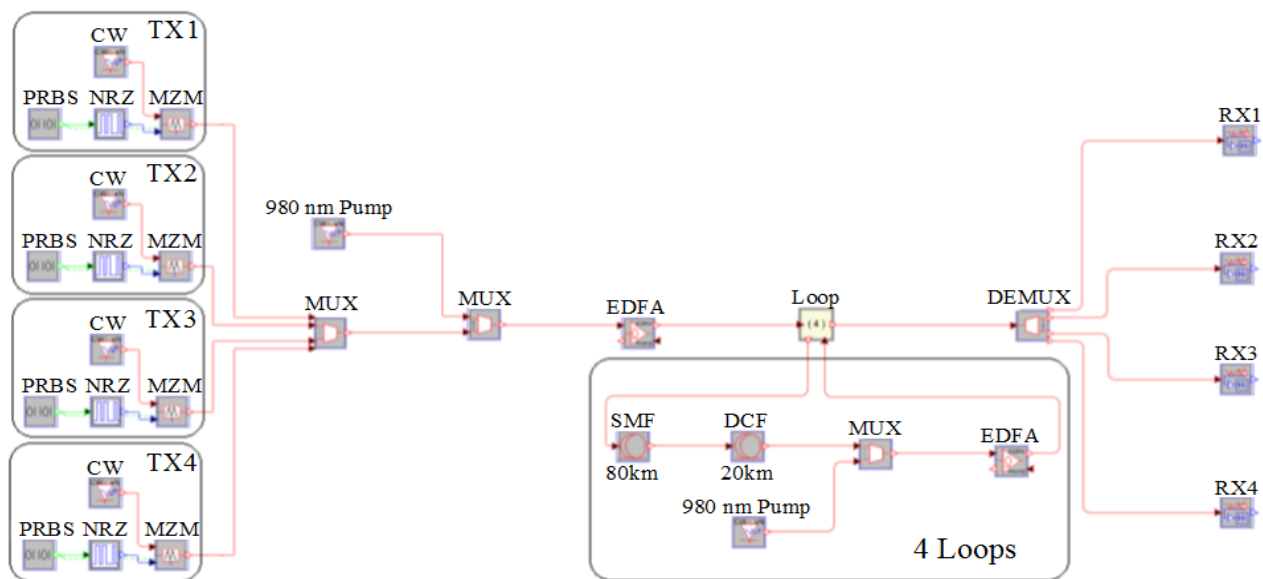 TX1
CW
PRBS NRZ MZM
TX2
CW
PRBS NRZ MZM
TX3
CW
PRBS NRZ MZM
TX4
CW
PRBS NRZ MZM
980 nm Pump
MUX
MUX
EDFA
Loop
(4)
DEMUX
SMF
80km
DCF
20km
MUX
EDFA
980 nm Pump
4 Loops
RX1
RX2
RX3
RX4